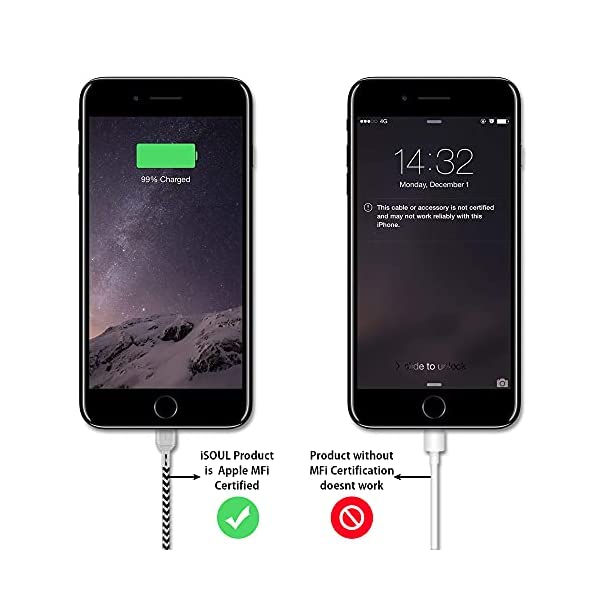 99% Charged
4G
14:32
Monday, December 1
This cable or accessory is not certified
and may not work reliably with this
iPhone.
to unlock
iSOUL Product
is Apple MFi
Certified
Product without
MFi Certification
doesnt work